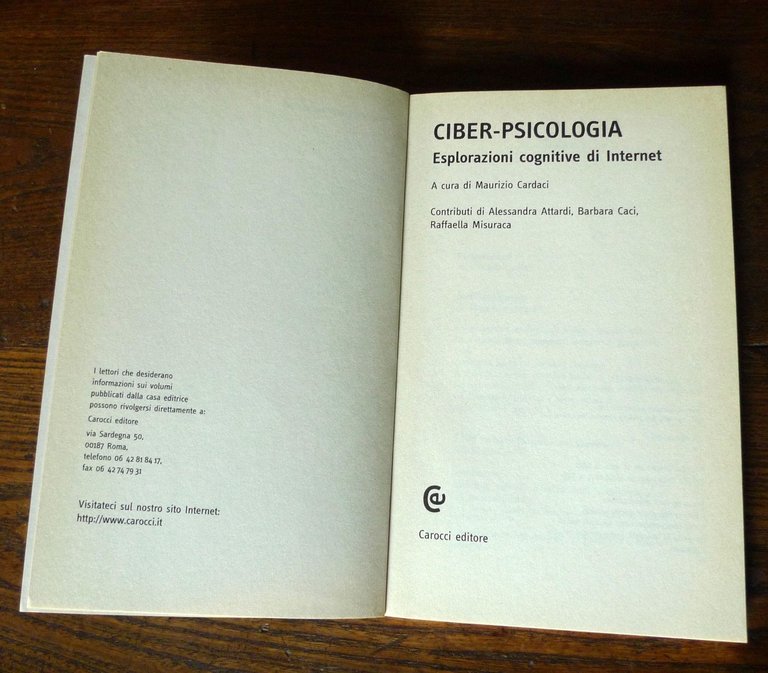 I lettori che desiderano
informazioni sui volumi
pubblicati dalla casa editrice
possono rivolgersi direttamente a:
Carocci editore
via Sardegna 50,
00187 Roma,
telefono 06 42 81 84 17,
fax 06 42 74 79 31
Visitateci sul nostro sito Internet:
http://www.carocci.it
CIBER-PSICOLOGIA
Esplorazioni cognitive di Internet
A cura di Maurizio Cardaci
Contributi di Alessandra Attardi, Barbara Caci,
Raffaella Misuraca
Carocci editore